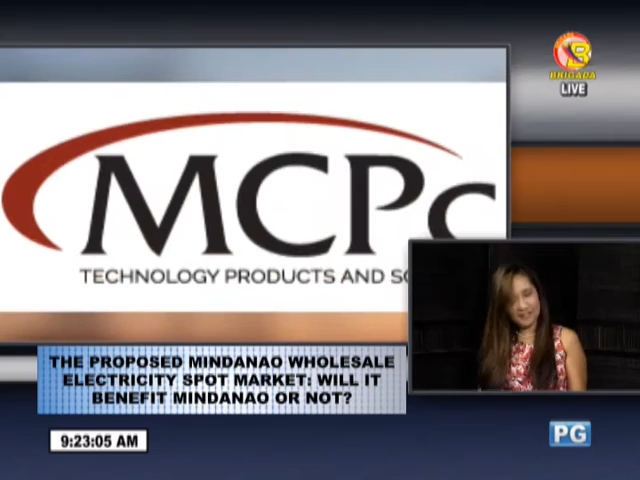 BRIGADA
LIVE
MCPc
TECHNOLOGY PRODUCTS AND
THE PROPOSED MINDANAO WHOLESALE
ELECTRICITY SPOT MARKET: WILL IT
BENEFIT MINDANAO OR NOT?
9:23:05 AM
PG